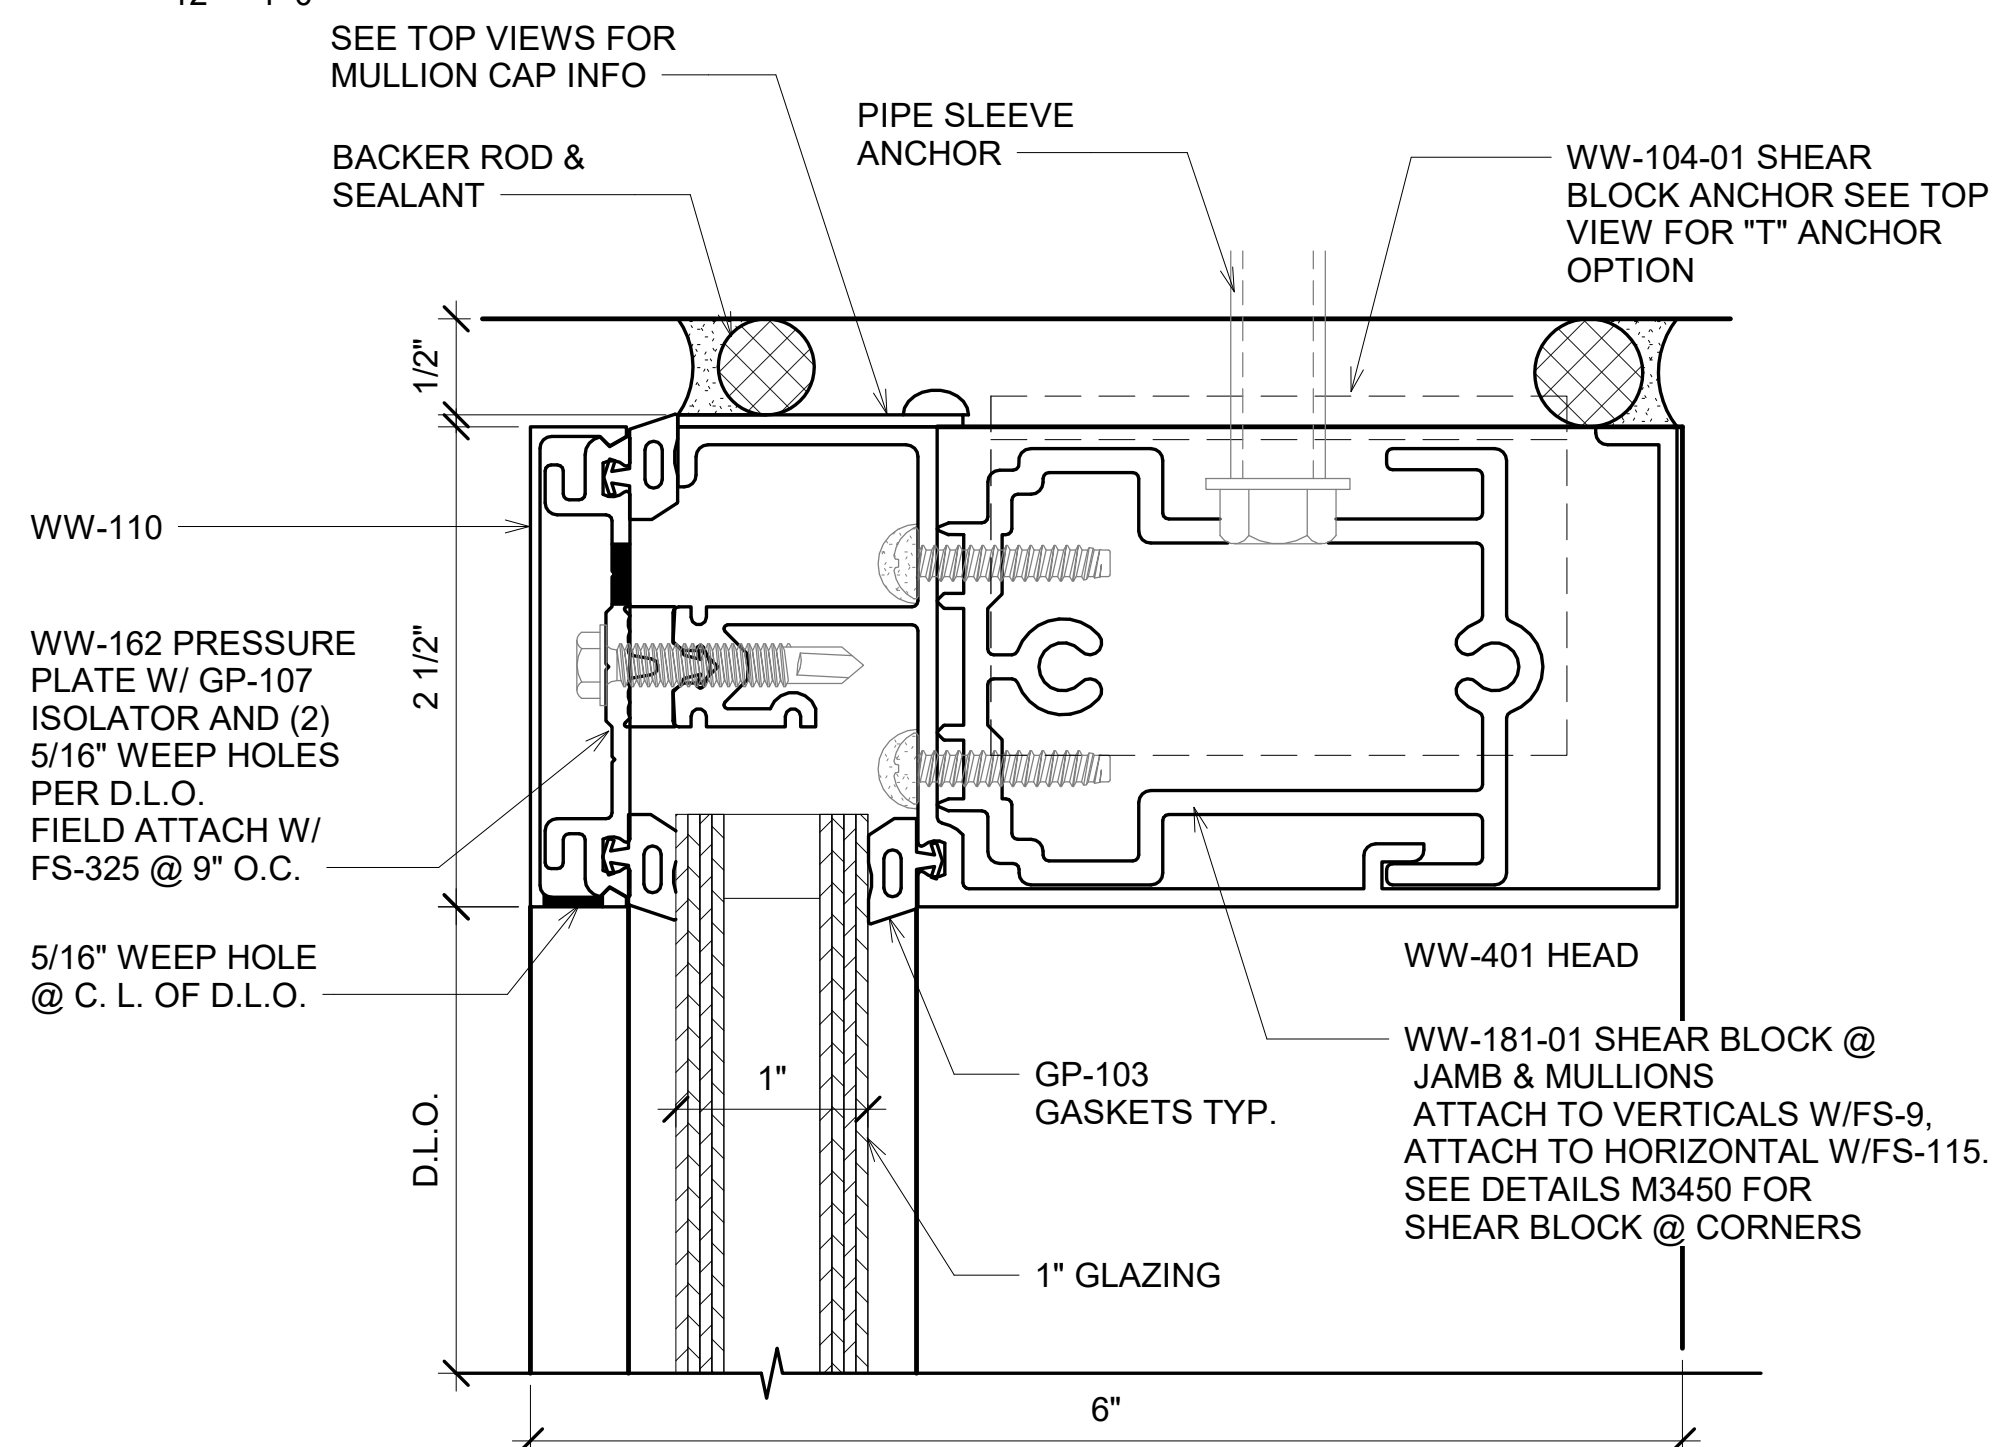 SEE TOP VIEWS FOR
MULLION CAP INFO
PIPE SLEEVE
ANCHOR
BACKER ROD &
SEALANT
WW-104-01 SHEAR
BLOCK ANCHOR SEE TOP
VIEW FOR "T" ANCHOR
OPTION
1/2"
WW-110
2 1/2"
WW-162 PRESSURE
PLATE W/ GP-107
ISOLATOR AND (2)
5/16" WEEP HOLES
PER D.L.O.
FIELD ATTACH W/
FS-325 @ 9" O.C.
5/16" WEEP HOLE
@ C. L. OF D.L.O.
D.L.O.
1"
GP-103
GASKETS TYP.
1" GLAZING
WW-401 HEAD
WW-181-01 SHEAR BLOCK @
JAMB & MULLIONS
ATTACH TO VERTICALS W/FS-9,
ATTACH TO HORIZONTAL W/FS-115.
SEE DETAILS M3450 FOR
SHEAR BLOCK @ CORNERS
6"